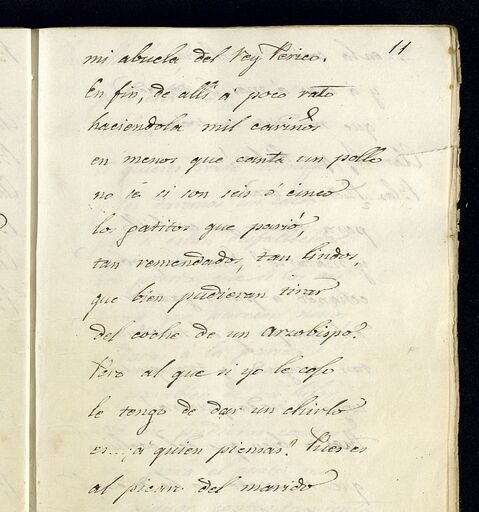 11
mi abuela del Rey Perico.
En fin, de allí á poco rato
haciendola mil cariños
en menos que canta un pollo
no sé si son seis o cinco
lo gatitos que parió,
tan remendados, tan lindos,
que bien pudieran tirar
del coche de un Arzobispo.
Pero al que si yo le cojo
le tengo de dar un chirlo
es... ¿a quien piensas? Pues es
al picaro del marido